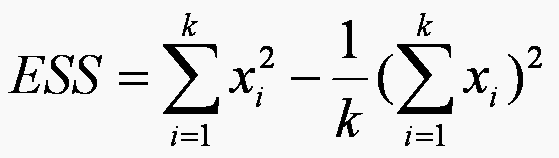 ESS = \sum_{i=1}^{k} x_i^2 - \frac{1}{k} (\sum_{i=1}^{k} x_i)^2